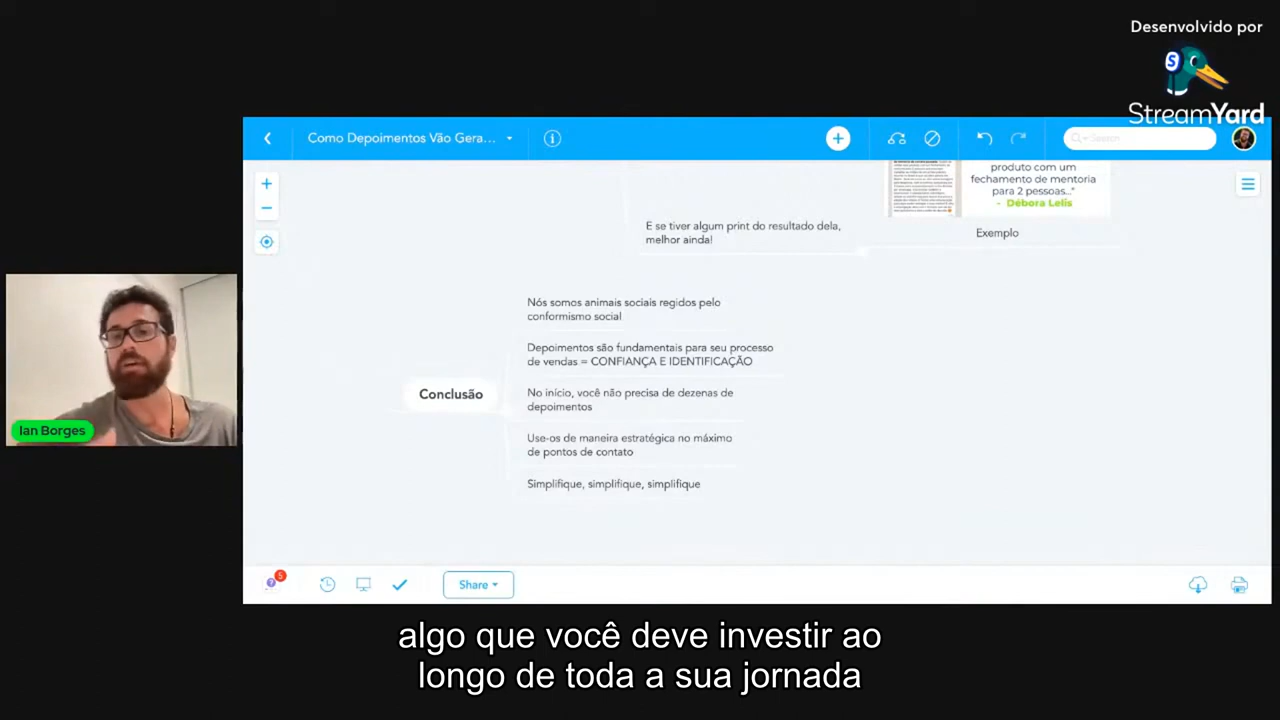 Desenvolvido por
StreamYard
Como Depoimentos Vão Gera...
Search
produto com um
fechamento de mentoria
para 2 pessoas..."
- Débora Lelis
Exemplo
E se tiver algum print do resultado dela,
melhor ainda!
Nós somos animais sociais regidos pelo
conformismo social
Depoimentos são fundamentais para seu processo
de vendas = CONFIANÇA E IDENTIFICAÇÃO
Conclusão
No início, você não precisa de dezenas de
depoimentos
Use-os de maneira estratégica no máximo
de pontos de contato
Simplifique, simplifique, simplifique
Ian Borges
5
Share
algo que você deve investir ao
longo de toda a sua jornada